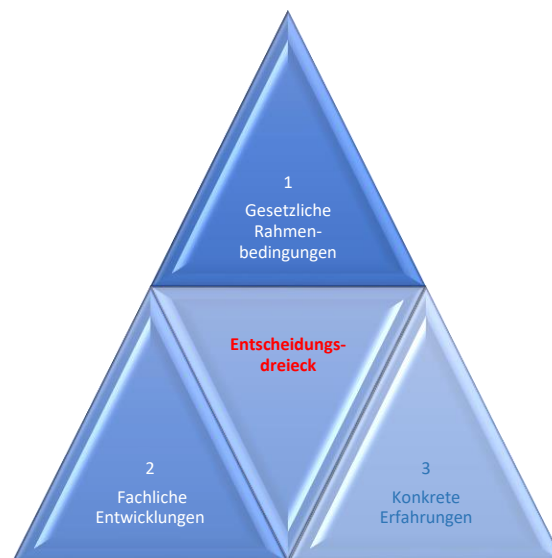 1
Gesetzliche
Rahmen-
bedingungen
Entscheidungs-
dreieck
2
Fachliche
Entwicklungen
3
Konkrete
Erfahrungen